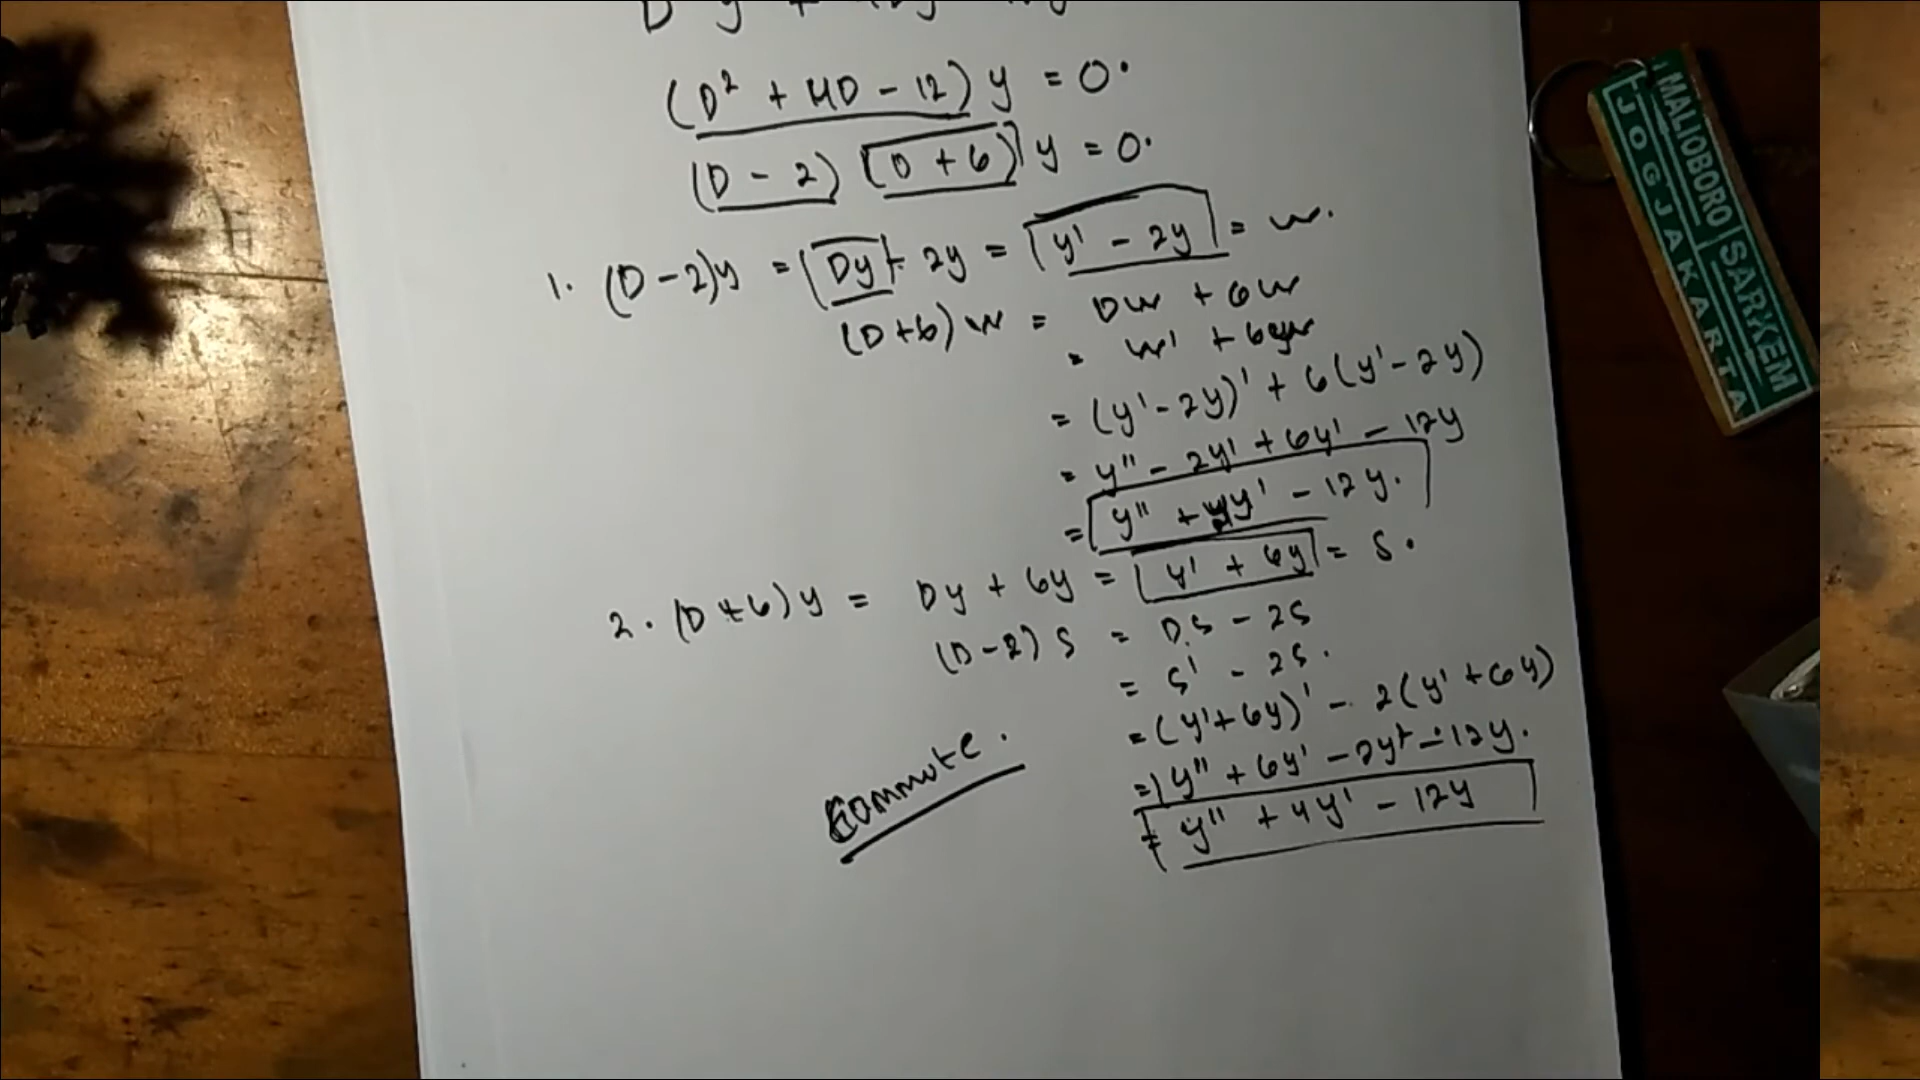 (D² + 4D - 12) y = 0.
(D - 2) (D + 6) y = 0.
1. (D-2)y = Dy - 2y = y' - 2y = w.
(D+6) w = Dw + 6w
= w' + 6w
= (y'-2y)' + 6(y'-2y)
= y'' - 2y' + 6y' - 12y
= y'' + 4y' - 12y.
2. (D+6)y = Dy + 6y = y' + 6y = s.
(D-2) s = Ds - 2s
= s' - 2s.
= (y'+6y)' - 2(y'+6y)
= y'' + 6y' - 2y' - 12y.
= y'' + 4y' - 12y
Commute.
MALIOBORO SARKEM
JOGJAKARTA